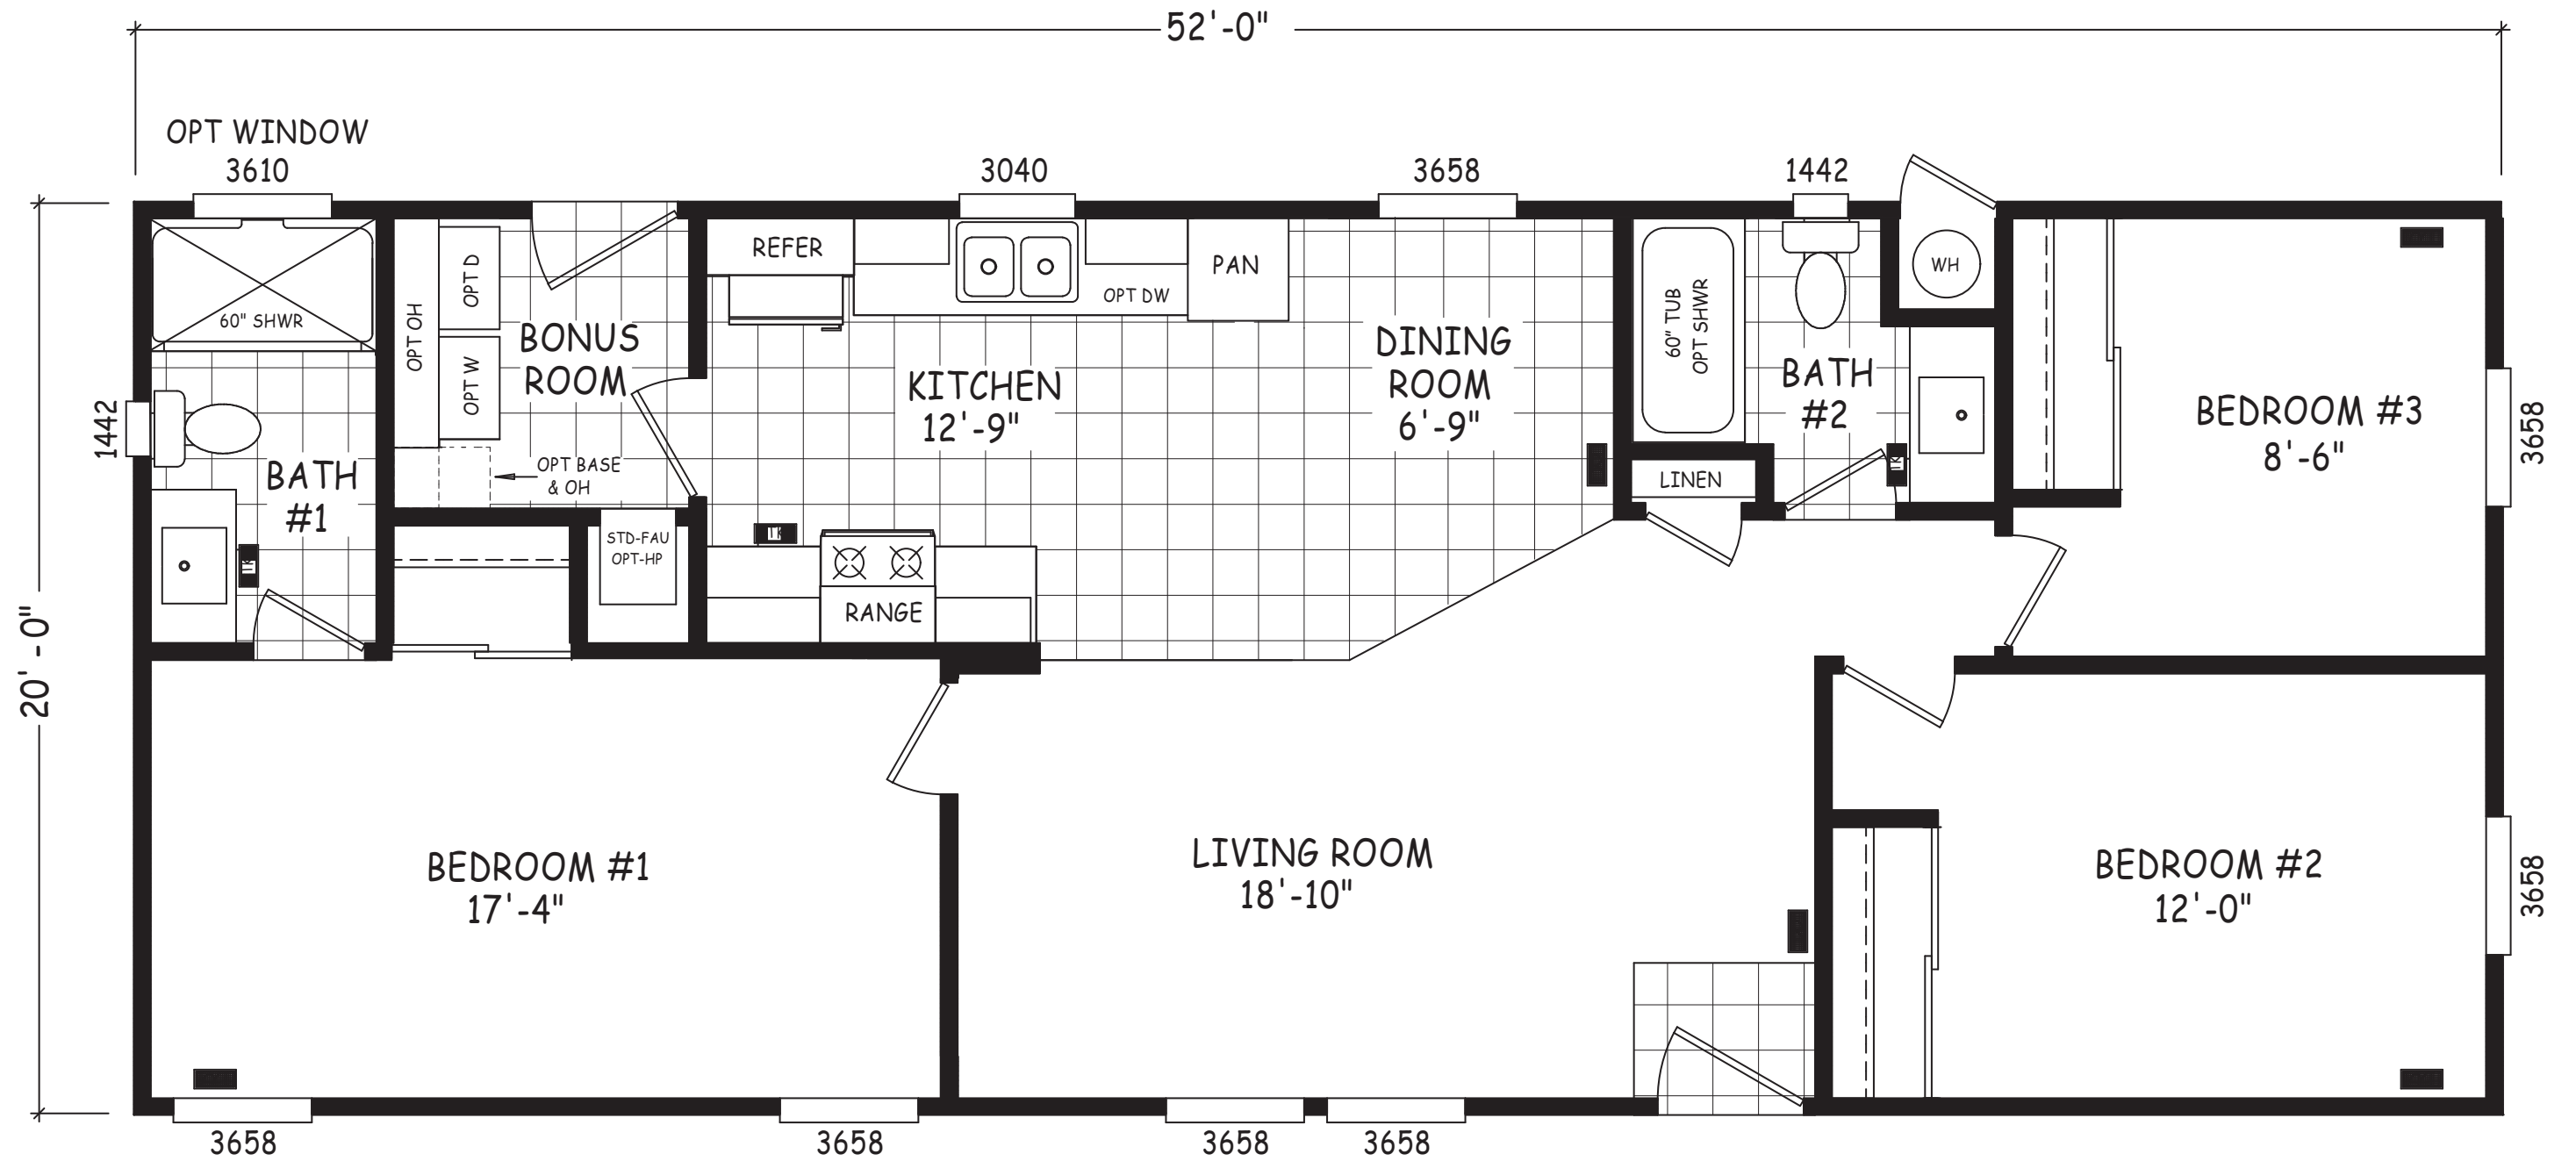 52'-0"
OPT WINDOW
3610
3040
3658
1442
REFER
PAN
OPT DW
WH
60" SHWR
OPT OH
OPT D
OPT W
BONUS
ROOM
KITCHEN
12'-9"
DINING
ROOM
6'-9"
60" TUB
OPT SHWR
BATH
#2
BEDROOM #3
8'-6"
3658
1442
BATH
#1
OPT BASE
& OH
LINEN
STD-FAU
OPT-HP
RANGE
20'-0"
BEDROOM #1
17'-4"
LIVING ROOM
18'-10"
BEDROOM #2
12'-0"
3658
3658
3658
3658
3658